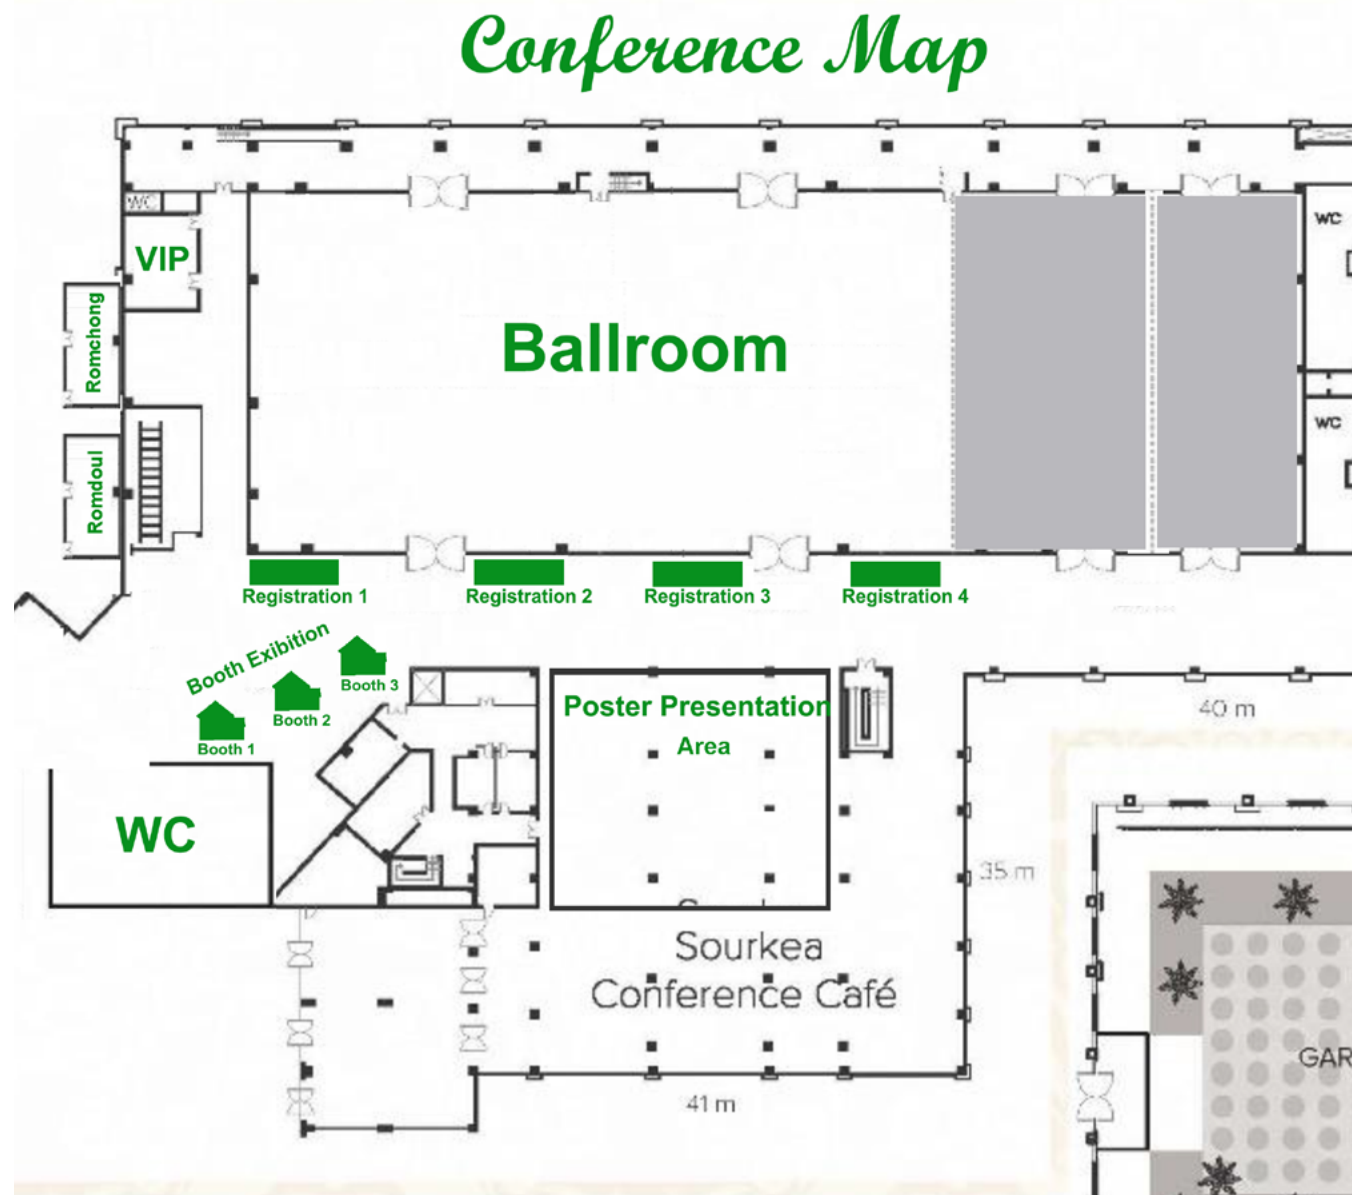 Conference Map
WC
VIP
WC
Romchong
Ballroom
WC
Romdoul
Registration 1
Registration 2
Registration 3
Registration 4
Booth Exibition
Booth 3
Booth 2
Booth 1
Poster Presentation
Area
40 m
WC
35 m
Sourkea
Conference Café
GAR
41 m